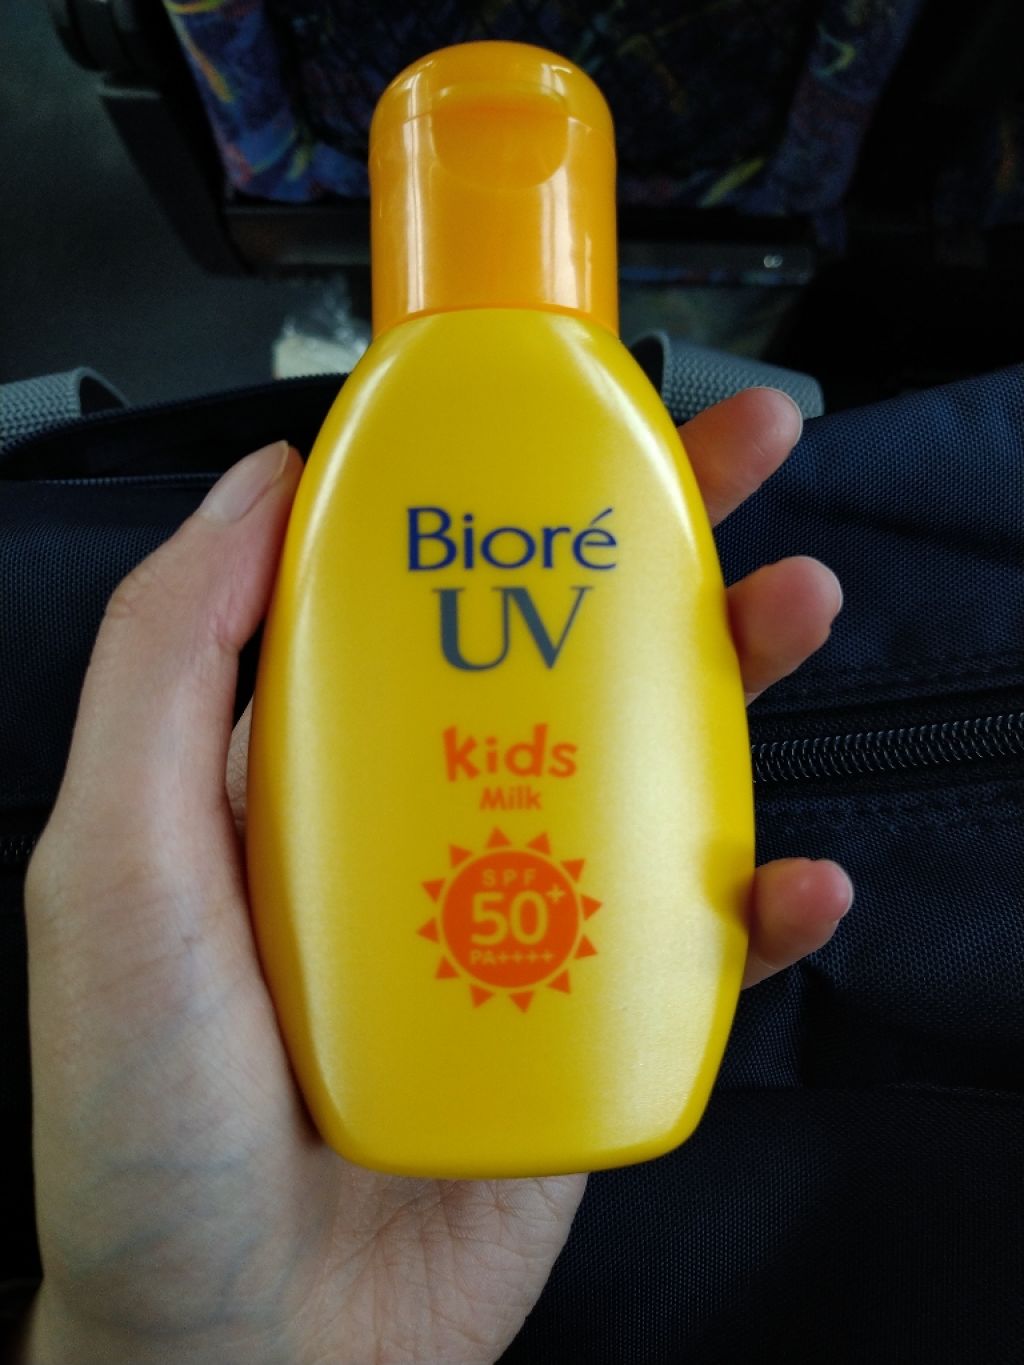 Bioré
UV
kids
Milk
SPF
50+
PA++++